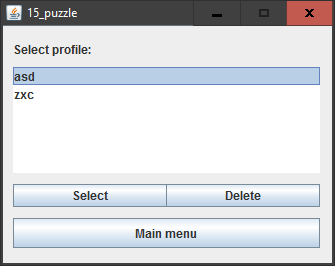 15_puzzle
Select profile:
asd
zxc
Select Delete
Main menu